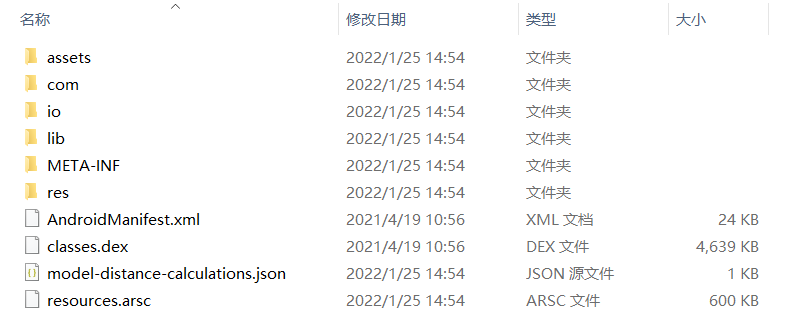 名称 修改日期 类型 大小
assets 2022/1/25 14:54 文件夹
com 2022/1/25 14:54 文件夹
io 2022/1/25 14:54 文件夹
lib 2022/1/25 14:54 文件夹
META-INF 2022/1/25 14:54 文件夹
res 2022/1/25 14:54 文件夹
AndroidManifest.xml 2021/4/19 10:56 XML 文档 24 KB
classes.dex 2021/4/19 10:56 DEX 文件 4,639 KB
model-distance-calculations.json 2022/1/25 14:54 JSON 源文件 1 KB
resources.arsc 2022/1/25 14:54 ARSC 文件 600 KB